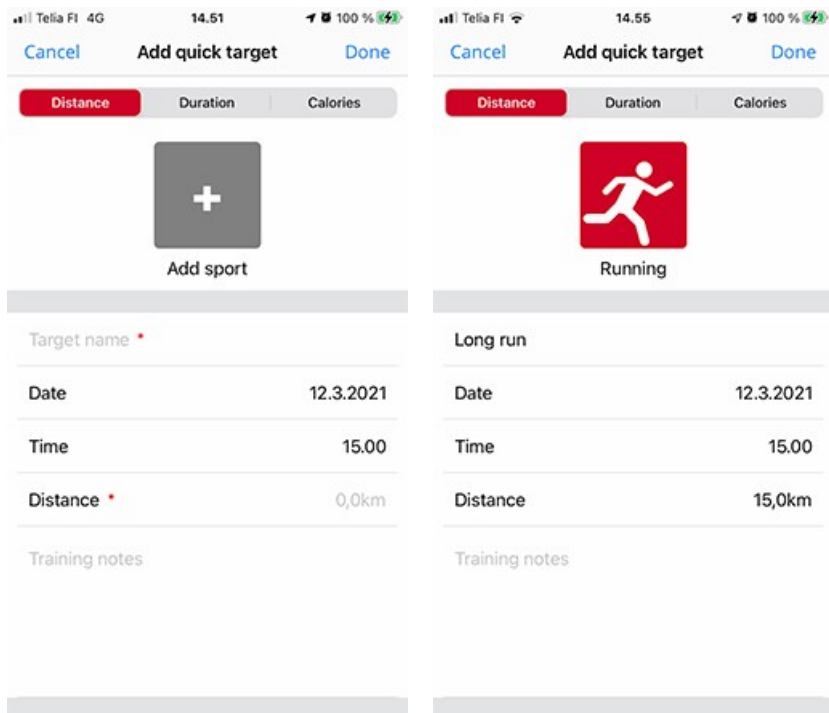 Telia FI 4G 14.51 100 %
Cancel Add quick target Done
Distance Duration Calories
+
Add sport
Target name *
Date 12.3.2021
Time 15.00
Distance * 0,0km
Training notes
Telia FI 14.55 100 %
Cancel Add quick target Done
Distance Duration Calories
Running
Long run
Date 12.3.2021
Time 15.00
Distance 15,0km
Training notes